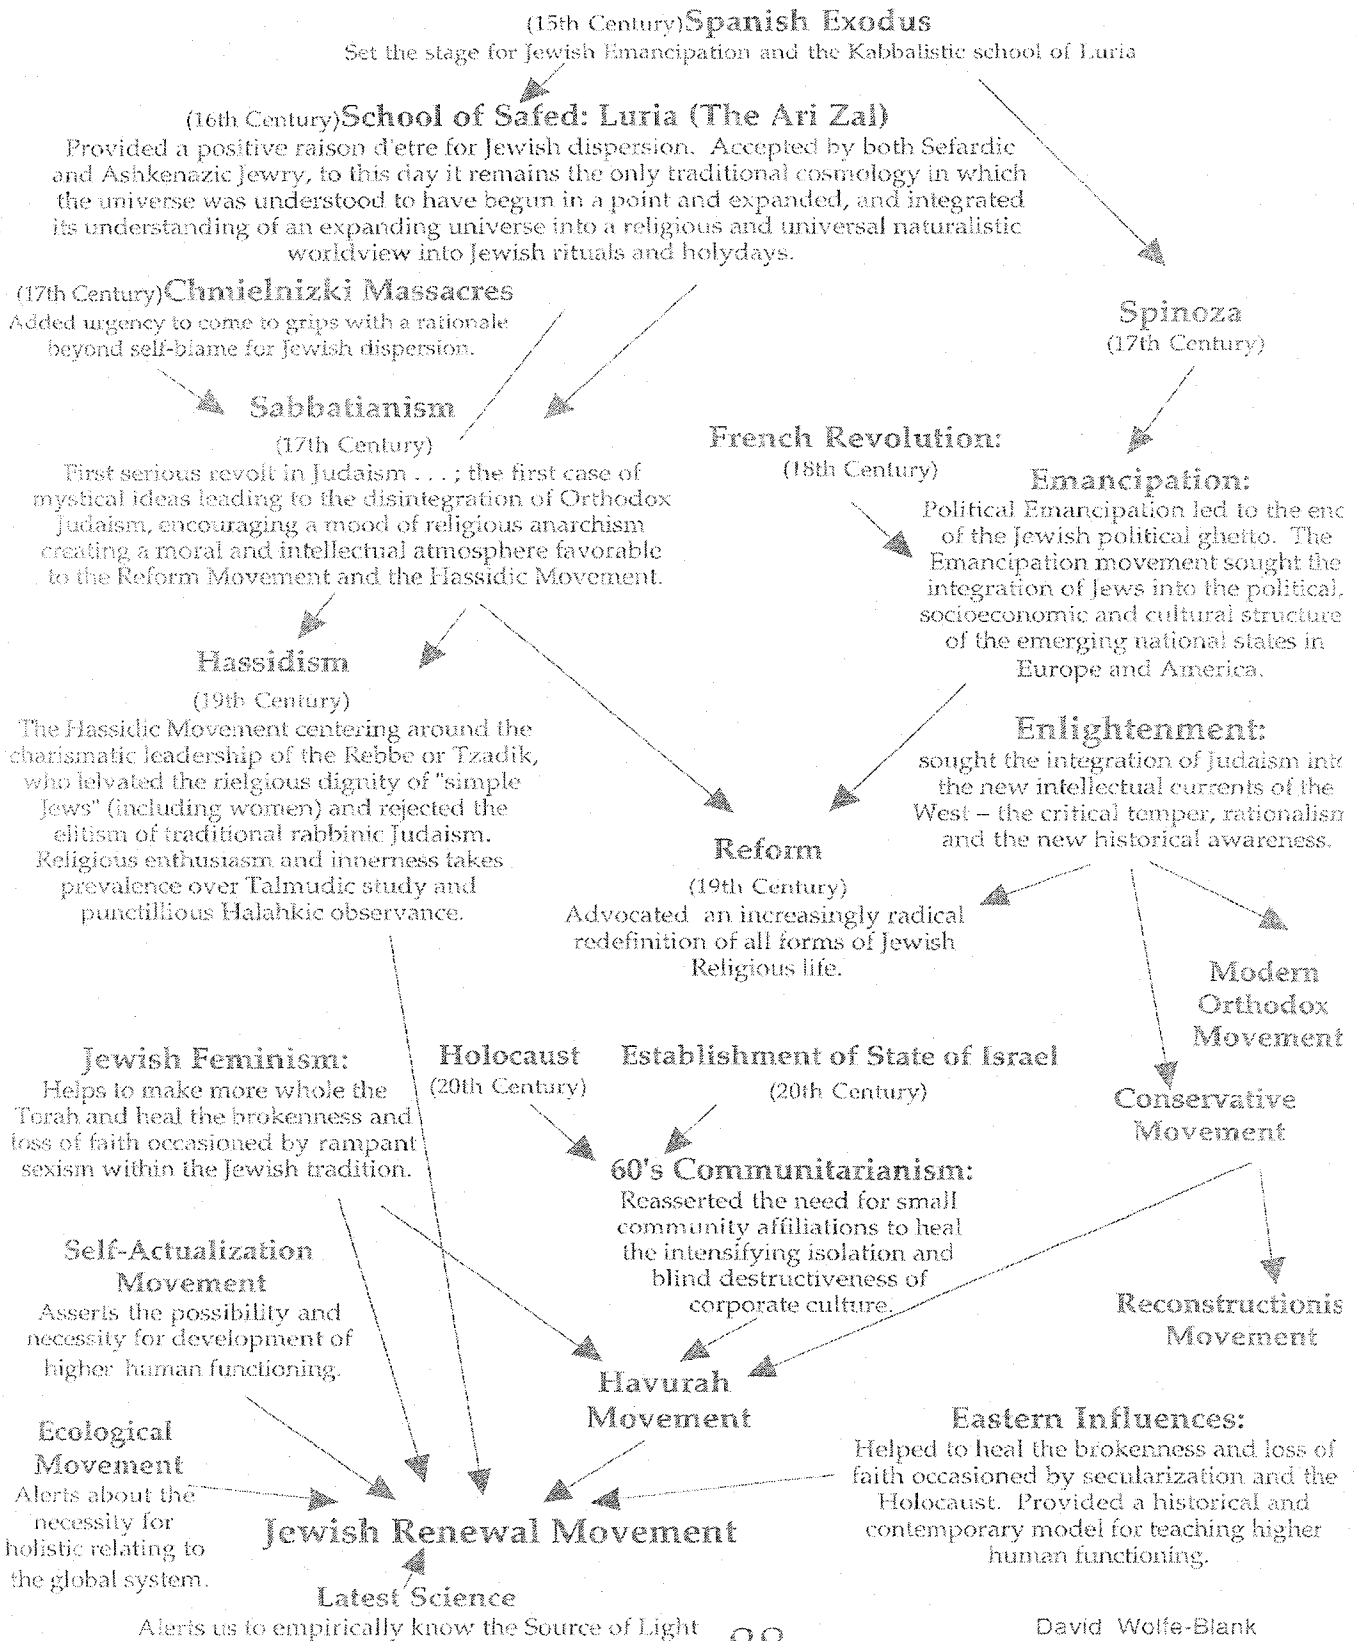 (15th Century)Spanish Exodus
Set the stage for Jewish Emancipation and the Kabbalistic school of Luria
(16th Century)School of Safed: Luria (The Ari Zal)
Provided a positive raison d'etre for Jewish dispersion. Accepted by both Sefardic
and Ashkenazic Jewry, to this day it remains the only traditional cosmology in which
the universe was understood to have begun in a point and expanded, and integrated
its understanding of an expanding universe into a religious and universal naturalistic
worldview into Jewish rituals and holydays.
(17th Century)Chmielnizki Massacres
Added urgency to come to grips with a rationale
beyond self-blame for Jewish dispersion.
Spinoza
(17th Century)
Sabbatianism
(17th Century)
First serious revolt in Judaism . . . ; the first case of
mystical ideas leading to the disintegration of Orthodox
Judaism, encouraging a mood of religious anarchism
creating a moral and intellectual atmosphere favorable
to the Reform Movement and the Hassidic Movement.
French Revolution:
(18th Century)
Emancipation:
Political Emancipation led to the enc
of the Jewish political ghetto. The
Emancipation movement sought the
integration of Jews into the political,
socioeconomic and cultural structure
of the emerging national states in
Europe and America.
Hassidism
(19th Century)
The Hassidic Movement centering around the
charismatic leadership of the Rebbe or Tzadik,
who lelvated the rielgious dignity of "simple
Jews" (including women) and rejected the
elitism of traditional rabbinic Judaism.
Religious enthusiasm and innerness takes
prevalence over Talmudic study and
punctillious Halahkic observance.
Enlightenment:
sought the integration of Judaism inte
the new intellectual currents of the
West – the critical temper, rationalism
and the new historical awareness.
Reform
(19th Century)
Advocated an increasingly radical
redefinition of all forms of Jewish
Religious life.
Modern
Orthodox
Movement
Jewish Feminism:
Helps to make more whole the
Torah and heal the brokenness and
loss of faith occasioned by rampant
sexism within the Jewish tradition.
Holocaust
(20th Century)
Establishment of State of Israel
(20th Century)
Conservative
Movement
60's Communitarianism:
Reasserted the need for small
community affiliations to heal
the intensifying isolation and
blind destructiveness of
corporate culture.
Self-Actualization
Movement
Asserts the possibility and
necessity for development of
higher human functioning.
Reconstructionis
Movement
Havurah
Movement
Ecological
Movement
Alerts about the
necessity for
holistic relating to
the global system.
Eastern Influences:
Helped to heal the brokenness and loss of
faith occasioned by secularization and the
Holocaust. Provided a historical and
contemporary model for teaching higher
human functioning.
Jewish Renewal Movement
Latest Science
Alerts us to empirically know the Source of Light
David Wolfe-Blank